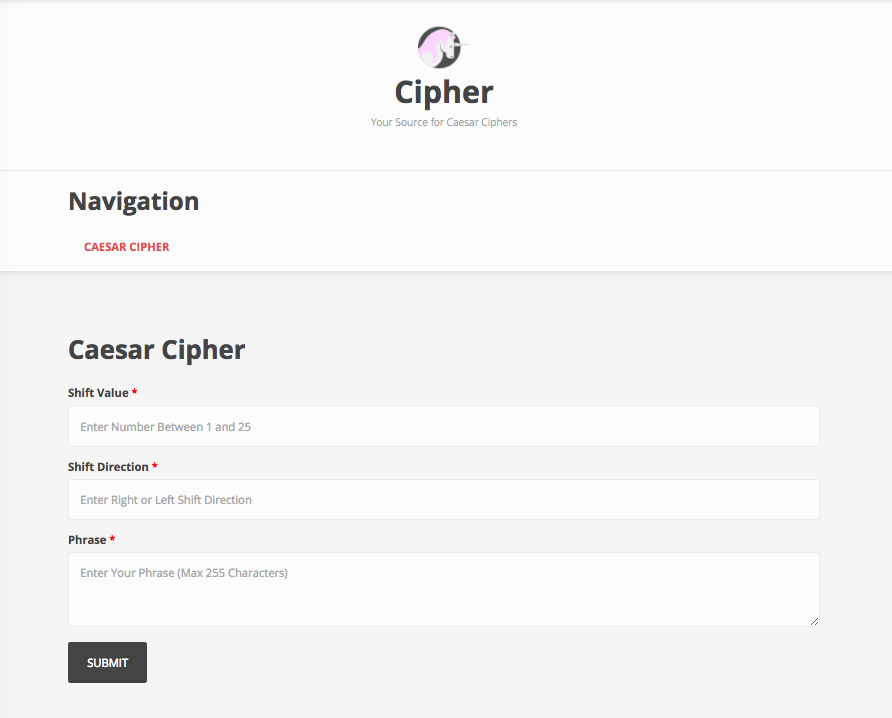 Cipher
Your Source for Caesar Ciphers
Navigation
CAESAR CIPHER
Caesar Cipher
Shift Value *
Enter Number Between 1 and 25
Shift Direction *
Enter Right or Left Shift Direction
Phrase *
Enter Your Phrase (Max 255 Characters)
SUBMIT